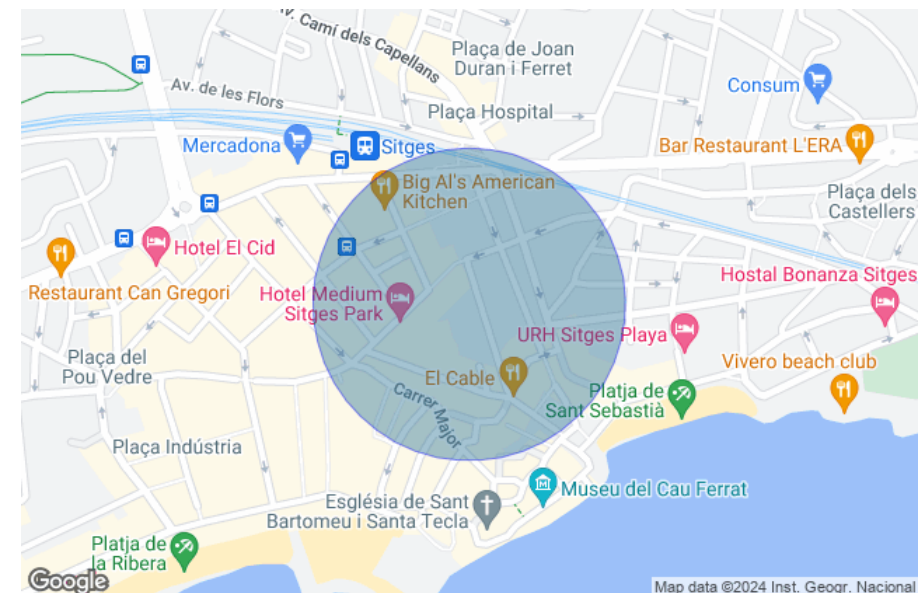 Av. Camí dels Capellans
Plaça de Joan
Duran i Ferret
Consum
Av. de les Flors
Plaça Hospital
Mercadona
Sitges
Bar Restaurant L'ERA
Big Al's American
Kitchen
Plaça dels
Castellers
Hotel El Cid
Hostal Bonanza Sitges
Restaurant Can Gregori
Hotel Medium
Sitges Park
URH Sitges Playa
Plaça del
Pou Vedre
Vivero beach club
El Cable
Platja de
Sant Sebastià
Carrer Major
Plaça Indústria
Museu del Cau Ferrat
Església de Sant
Bartomeu i Santa Tecla
Platja de
la Ribera
Google
Map data ©2024 Inst. Geogr. Nacional